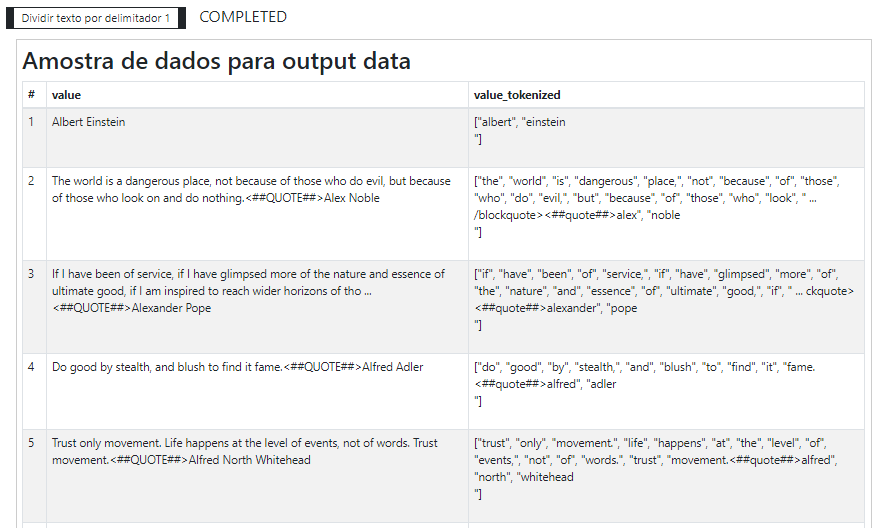 Dividir texto por delimitador 1 COMPLETED
Amostra de dados para output data
# value value_tokenized
1 Albert Einstein ["albert", "einstein
"]
2 The world is a dangerous place, not because of those who do evil, but because ["the", "world", "is", "dangerous", "place,", "not", "because", "of", "those",
of those who look on and do nothing.<##QUOTE##>Alex Noble "who", "do", "evil,", "but", "because", "of", "those", "who", "look", " ...
/blockquote><##quote##>alex", "noble
"]
3 If I have been of service, if I have glimpsed more of the nature and essence of ["if", "have", "been", "of", "service,", "if", "have", "glimpsed", "more", "of",
ultimate good, if I am inspired to reach wider horizons of tho ... "the", "nature", "and", "essence", "of", "ultimate", "good,", "if", " ... ckquote>
<##QUOTE##>Alexander Pope <##quote##>alexander", "pope
"]
4 Do good by stealth, and blush to find it fame.<##QUOTE##>Alfred Adler ["do", "good", "by", "stealth,", "and", "blush", "to", "find", "it", "fame.
<##quote##>alfred", "adler
"]
5 Trust only movement. Life happens at the level of events, not of words. Trust ["trust", "only", "movement.", "life", "happens", "at", "the", "level", "of",
movement.<##QUOTE##>Alfred North Whitehead "events,", "not", "of", "words.", "trust", "movement.<##quote##>alfred",
"north", "whitehead
"]